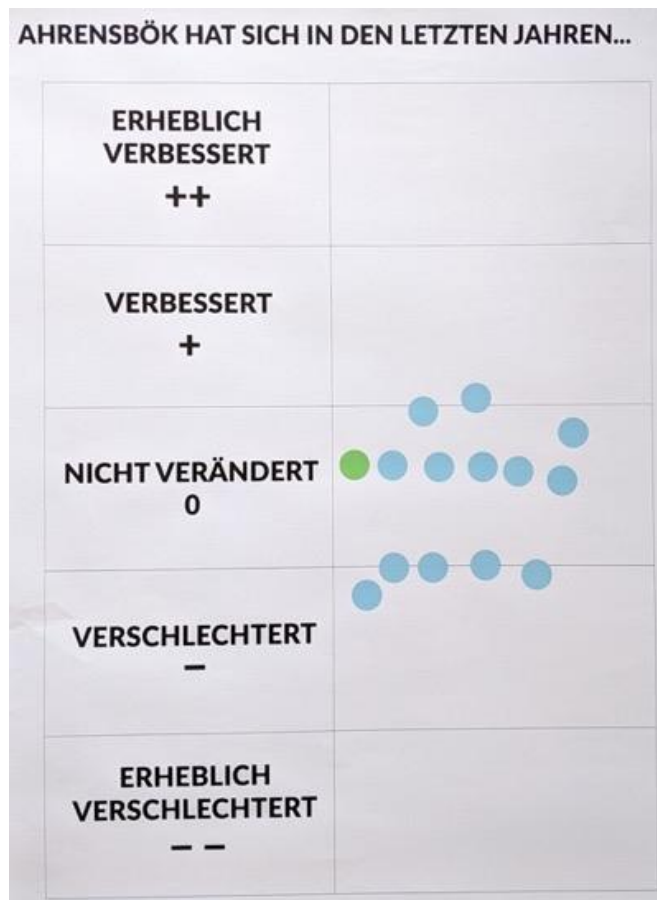 AHRENSBÖK HAT SICH IN DEN LETZTEN JAHREN...
ERHEBLICH
VERBESSERT
++
VERBESSERT
+
NICHT VERÄNDERT
0
VERSCHLECHTERT
–
ERHEBLICH
VERSCHLECHTERT
– –